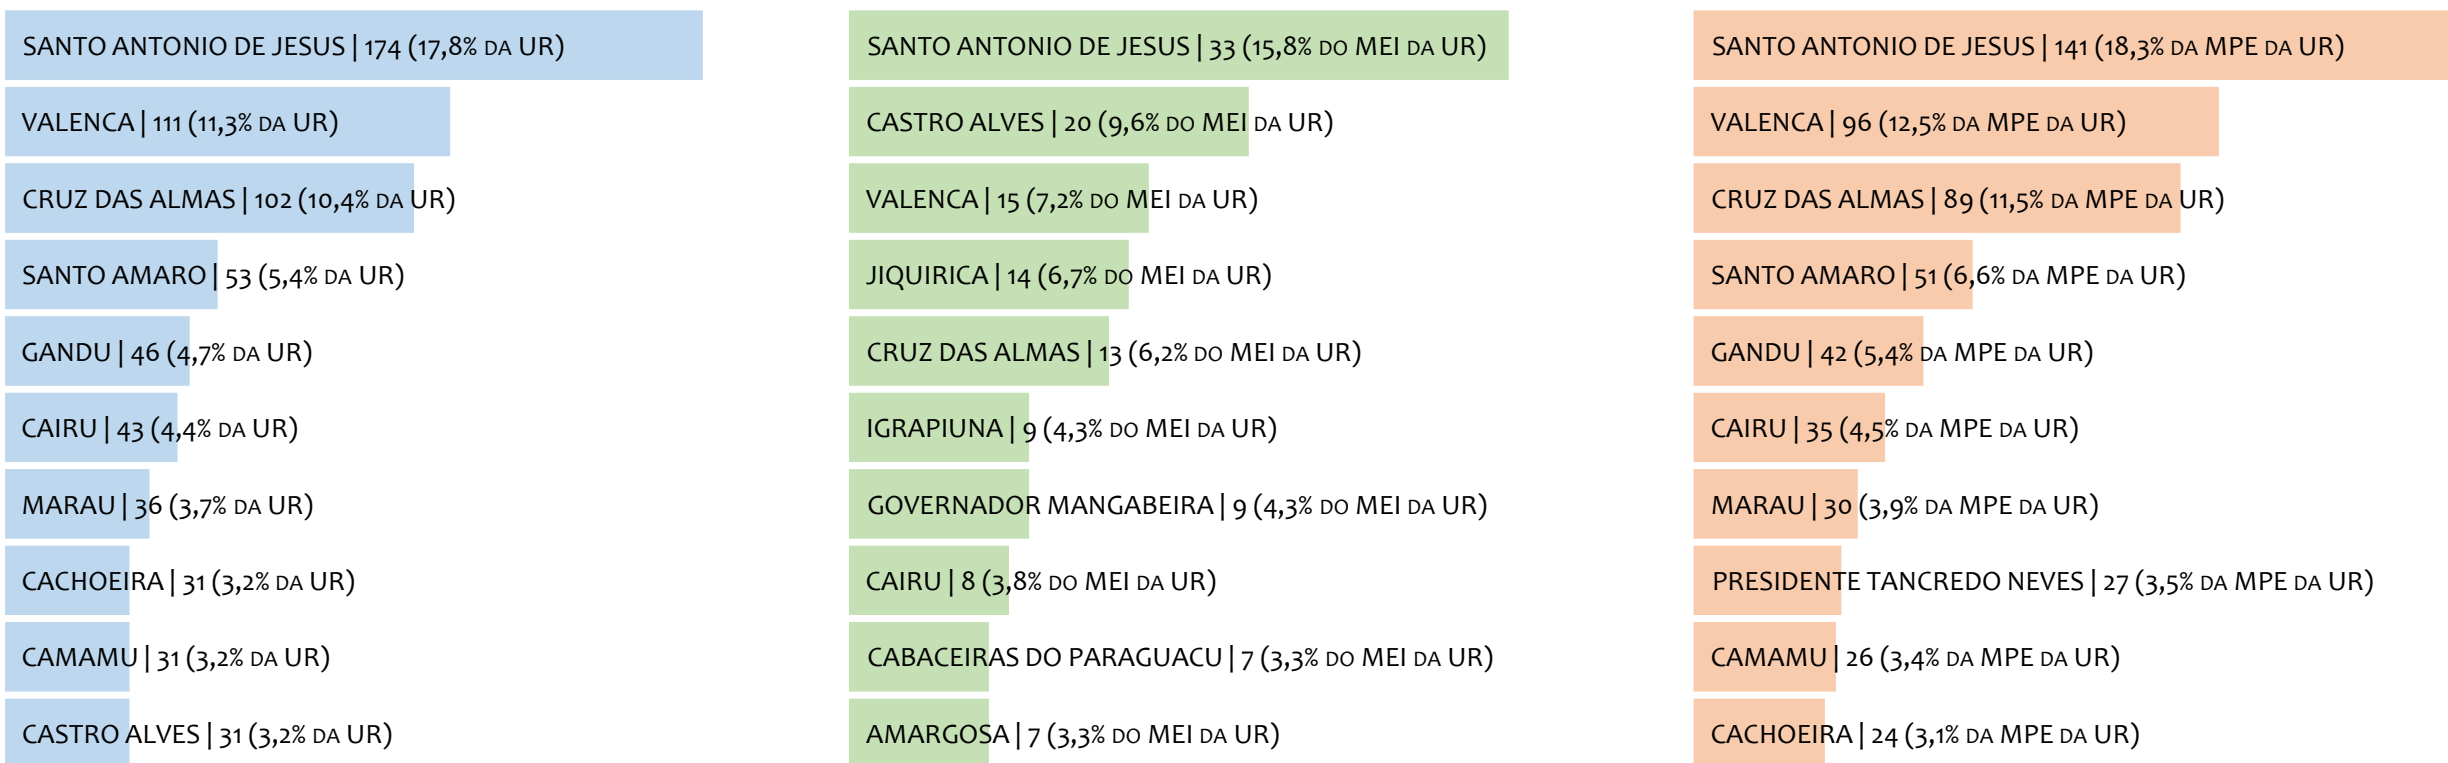 SANTO ANTONIO DE JESUS | 174 (17,8% DA UR)
VALENCA | 111 (11,3% DA UR)
CRUZ DAS ALMAS | 102 (10,4% DA UR)
SANTO AMARO | 53 (5,4% DA UR)
GANDU | 46 (4,7% DA UR)
CAIRU | 43 (4,4% DA UR)
MARAU | 36 (3,7% DA UR)
CACHOEIRA | 31 (3,2% DA UR)
CAMAMU | 31 (3,2% DA UR)
CASTRO ALVES | 31 (3,2% DA UR)
SANTO ANTONIO DE JESUS | 33 (15,8% DO MEI DA UR)
CASTRO ALVES | 20 (9,6% DO MEI DA UR)
VALENCA | 15 (7,2% DO MEI DA UR)
JIQUIRICA | 14 (6,7% DO MEI DA UR)
CRUZ DAS ALMAS | 13 (6,2% DO MEI DA UR)
IGRAPIUNA | 9 (4,3% DO MEI DA UR)
GOVERNADOR MANGABEIRA | 9 (4,3% DO MEI DA UR)
CAIRU | 8 (3,8% DO MEI DA UR)
CABACEIRAS DO PARAGUACU | 7 (3,3% DO MEI DA UR)
AMARGOSA | 7 (3,3% DO MEI DA UR)
SANTO ANTONIO DE JESUS | 141 (18,3% DA MPE DA UR)
VALENCA | 96 (12,5% DA MPE DA UR)
CRUZ DAS ALMAS | 89 (11,5% DA MPE DA UR)
SANTO AMARO | 51 (6,6% DA MPE DA UR)
GANDU | 42 (5,4% DA MPE DA UR)
CAIRU | 35 (4,5% DA MPE DA UR)
MARAU | 30 (3,9% DA MPE DA UR)
PRESIDENTE TANCREDO NEVES | 27 (3,5% DA MPE DA UR)
CAMAMU | 26 (3,4% DA MPE DA UR)
CACHOEIRA | 24 (3,1% DA MPE DA UR)